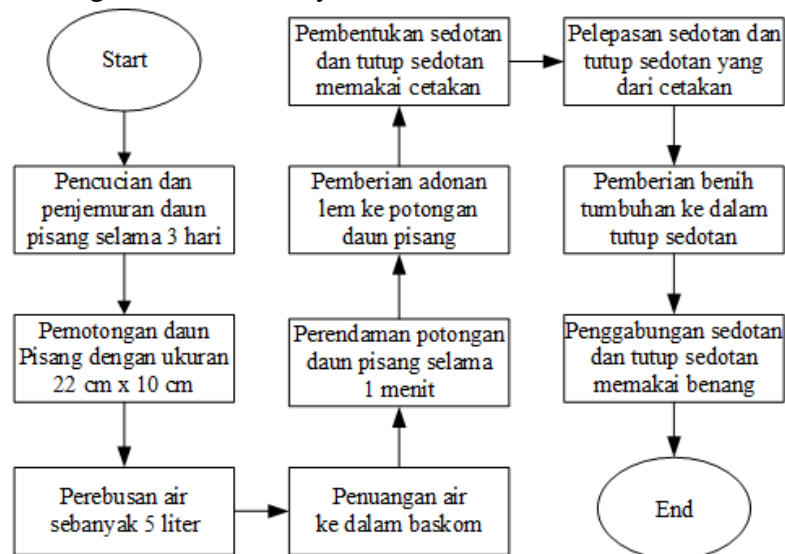 Start
Pencucian dan
penjemuran daun
pisang selama 3 hari
Pemotongan daun
Pisang dengan ukuran
22 cm x 10 cm
Perebusan air
sebanyak 5 liter
Penuangan air
ke dalam baskom
Perendaman potongan
daun pisang selama
1 menit
Pemberian adonan
lem ke potongan
daun pisang
Pembentukan sedotan
dan tutup sedotan
memakai cetakan
Pelepasan sedotan dan
tutup sedotan yang
dari cetakan
Pemberian benih
tumbuhan ke dalam
tutup sedotan
Penggabungan sedotan
dan tutup sedotan
memakai benang
End